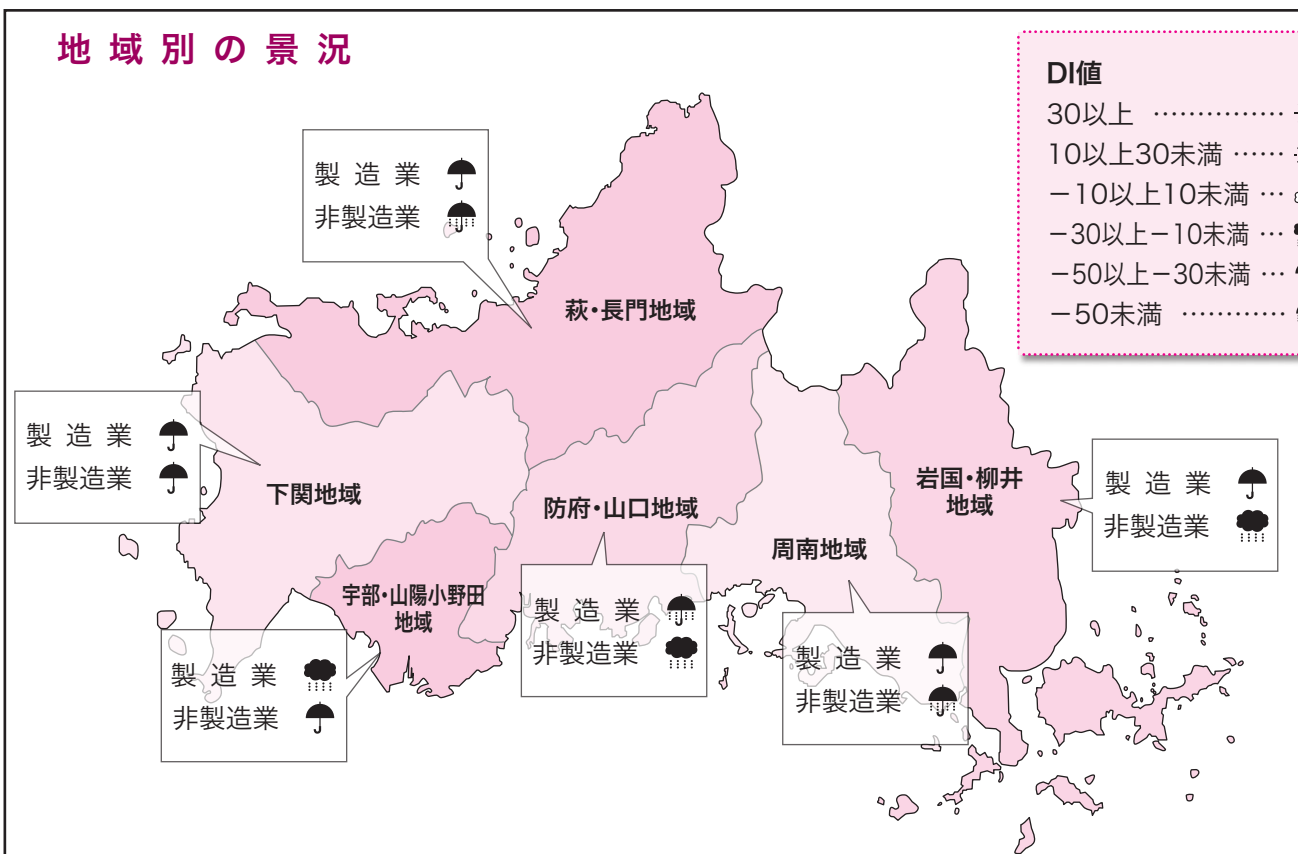 地域別の景況
DI値
30以上 ……………
10以上30未満 ……
－10以上10未満 …
－30以上－10未満 …
－50以上－30未満 …
－50未満 …………
製造業
非製造業
萩・長門地域
製造業
非製造業
下関地域
岩国・柳井
地域
製造業
非製造業
防府・山口地域
周南地域
宇部・山陽小野田
地域
製造業
非製造業
製造業
非製造業
製造業
非製造業